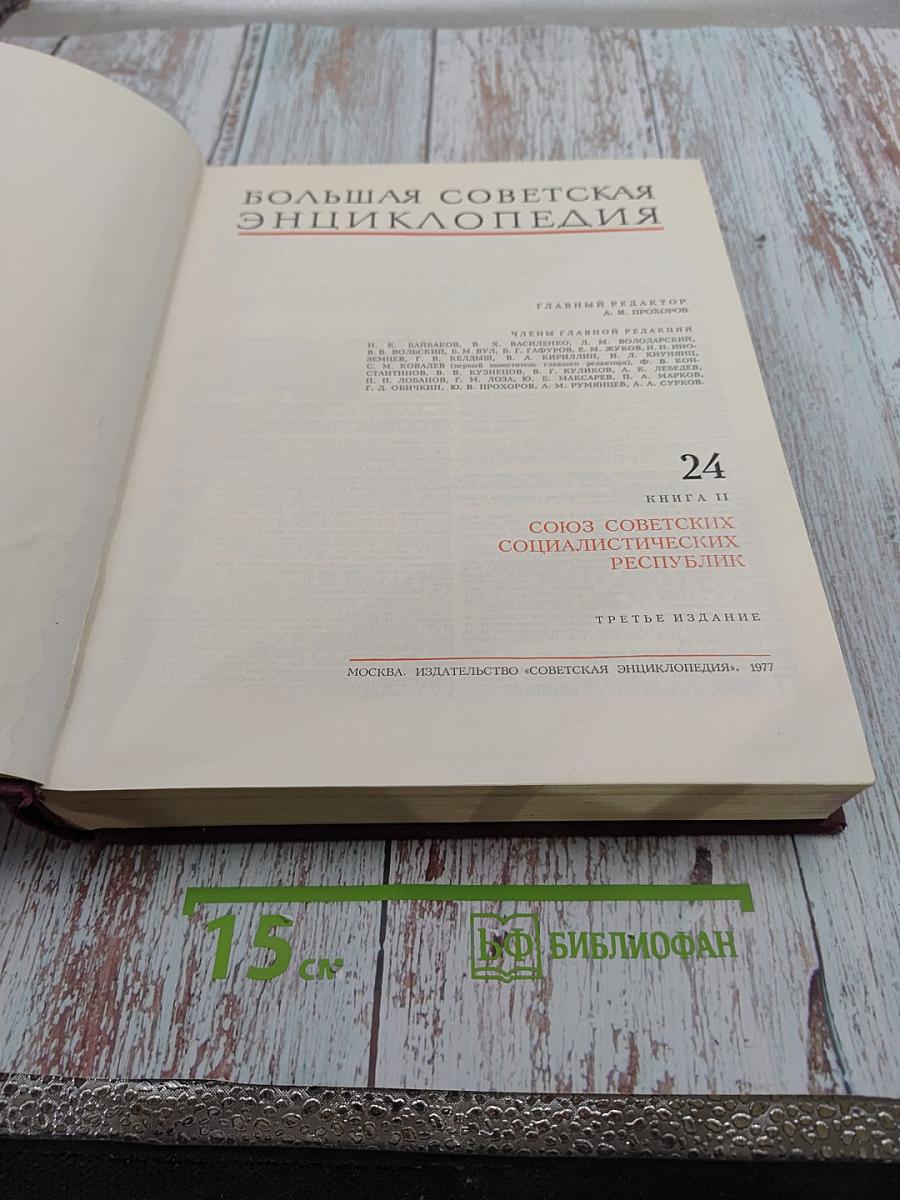 БОЛЬШАЯ СОВЕТСКАЯ
ЭНЦИКЛОПЕДИЯ
ГЛАВНЫЙ РЕДАКТОР
А. М. ПРОХОРОВ
ЧЛЕНЫ ГЛАВНОЙ РЕДАКЦИИ
Н. К. БАЙБАКОВ, В. Х. ВАСИЛЕНКО, Л. М. ВОЛОДАРСКИЙ,
В. В. ВОЛЬСКИЙ, Б. М. ВУЛ, Б. Г. ГАФУРОВ, Е. М. ЖУКОВ, Н. Н. ИНО-
ЗЕМЦЕВ, Г. В. КЕЛДЫШ, В. А. КИРИЛЛИН, И. Л. КНУНЯНЦ,
С. М. КОВАЛЕВ (первый заместитель главного редактора), Ф. В. КОН-
СТАНТИНОВ, В. В. КУЗНЕЦОВ, В. Г. КУЛИКОВ, А. К. ЛЕБЕДЕВ,
П. П. ЛОБАНОВ, Г. М. ЛОЗА, Ю. Е. МАКСАРЕВ, П. А. МАРКОВ,
Г. Д. ОБИЧКИН, Ю. В. ПРОХОРОВ, А. М. РУМЯНЦЕВ, А. А. СУРКОВ.
24
КНИГА II
СОЮЗ СОВЕТСКИХ
СОЦИАЛИСТИЧЕСКИХ
РЕСПУБЛИК
ТРЕТЬЕ ИЗДАНИЕ
МОСКВА. ИЗДАТЕЛЬСТВО «СОВЕТСКАЯ ЭНЦИКЛОПЕДИЯ». 1977
15 см
БФ БИБЛИОФАН